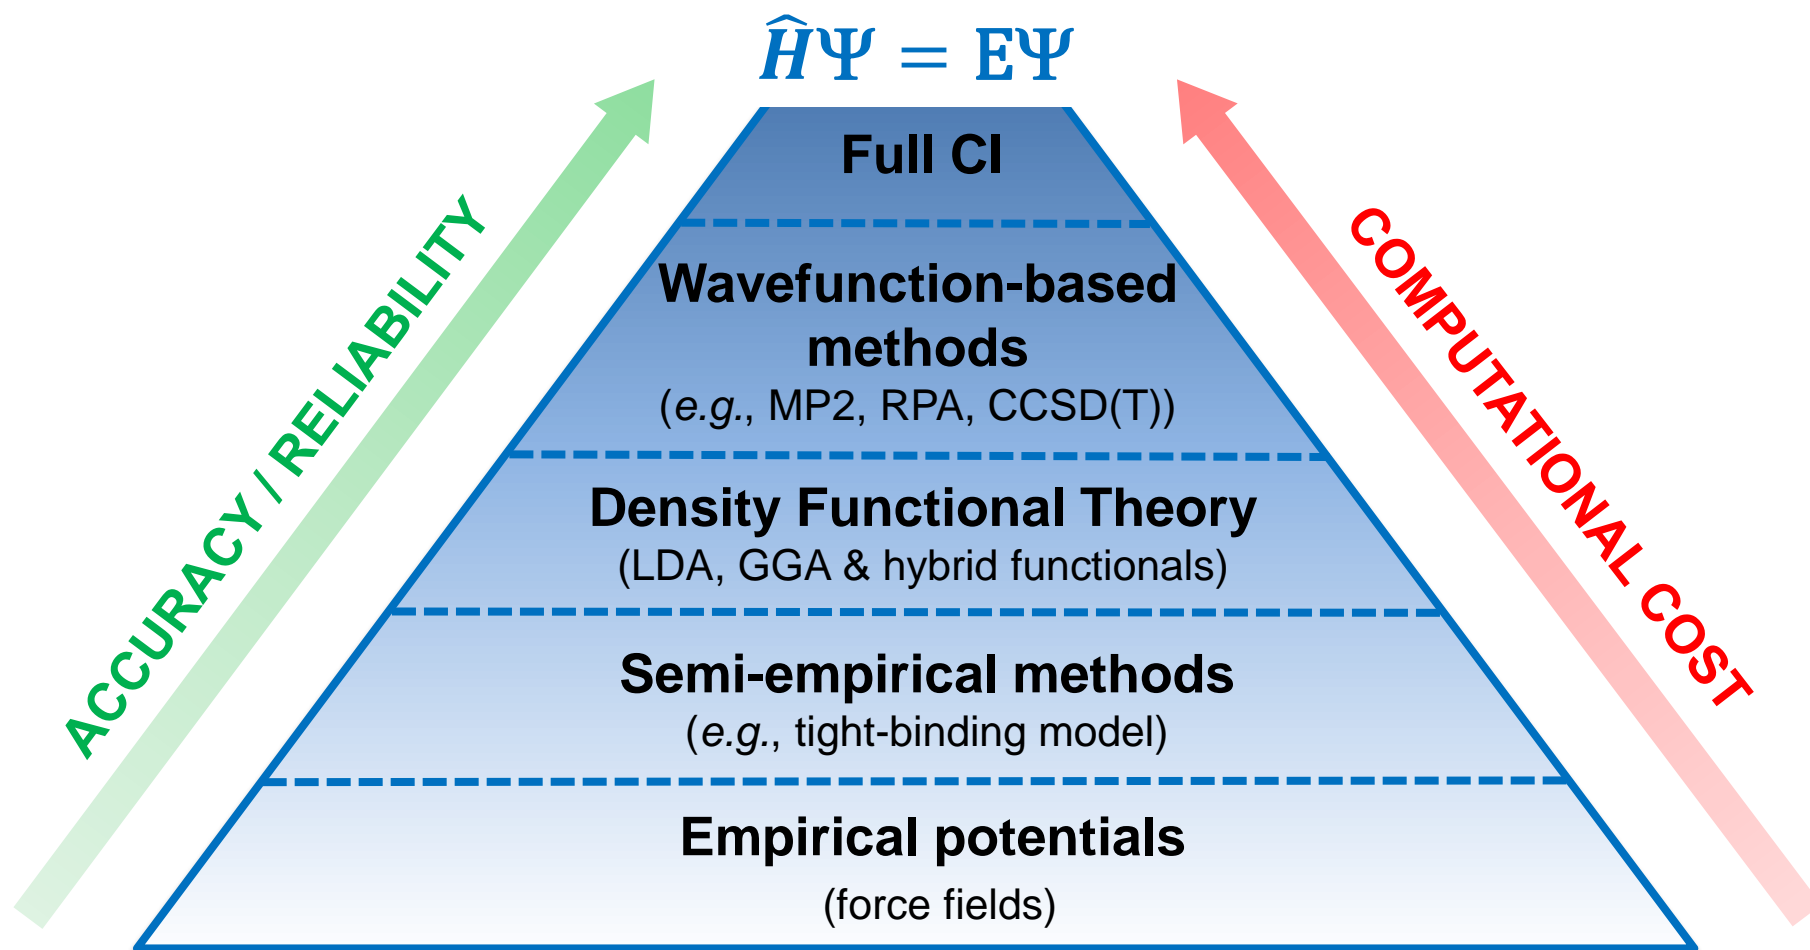 ĤΨ = EΨ
Full CI
Wavefunction-based
methods
(e.g., MP2, RPA, CCSD(T))
Density Functional Theory
(LDA, GGA & hybrid functionals)
Semi-empirical methods
(e.g., tight-binding model)
Empirical potentials
(force fields)
ACCURACY / RELIABILITY
COMPUTATIONAL COST